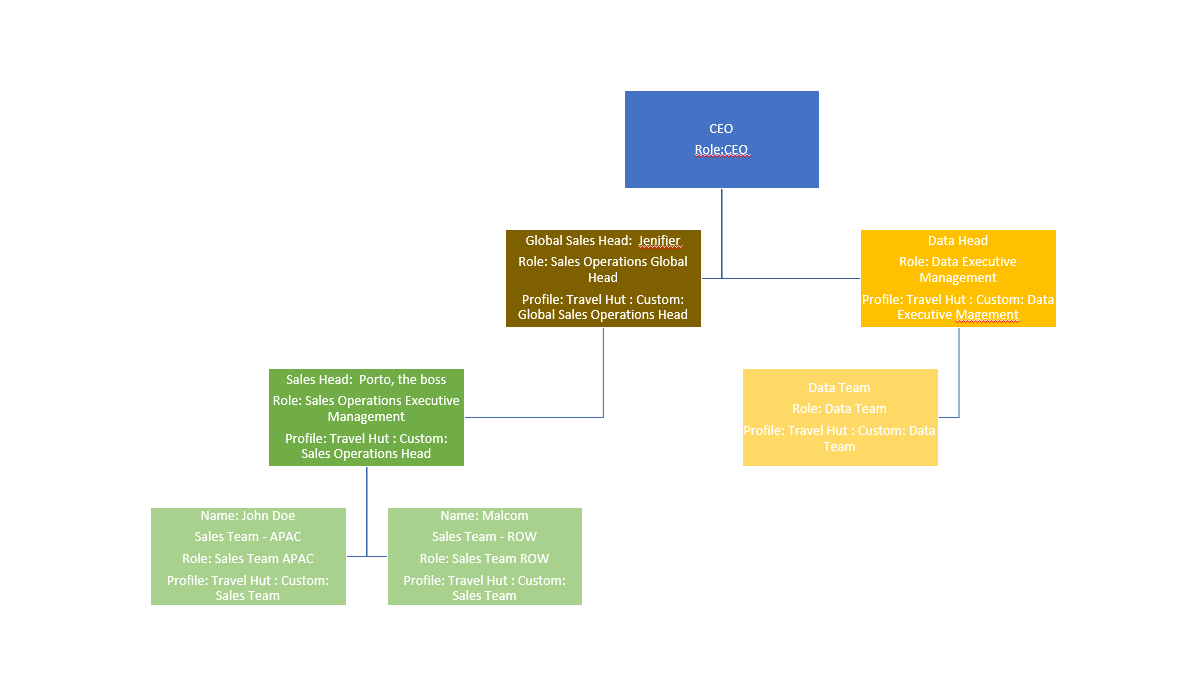 CEO
Role:CEO
Global Sales Head:  Jenifier
Role: Sales Operations Global
Head
Profile: Travel Hut : Custom:
Global Sales Operations Head
Data Head
Role: Data Executive
Management
Profile: Travel Hut : Custom: Data
Executive Magement
Sales Head:  Porto, the boss
Role: Sales Operations Executive
Management
Profile: Travel Hut : Custom:
Sales Operations Head
Data Team
Role: Data Team
Profile: Travel Hut : Custom: Data
Team
Name: John Doe
Sales Team - APAC
Role: Sales Team APAC
Profile: Travel Hut : Custom:
Sales Team
Name: Malcom
Sales Team - ROW
Role: Sales Team ROW
Profile: Travel Hut : Custom:
Sales Team